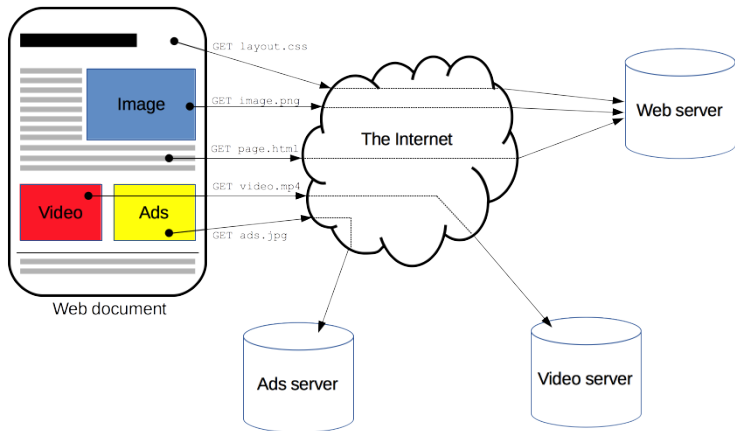 GET layout.css
Image
GET image.png
The Internet
Web server
GET page.html
GET video.mp4
Video
Ads
GET ads.jpg
Web document
Ads server
Video server